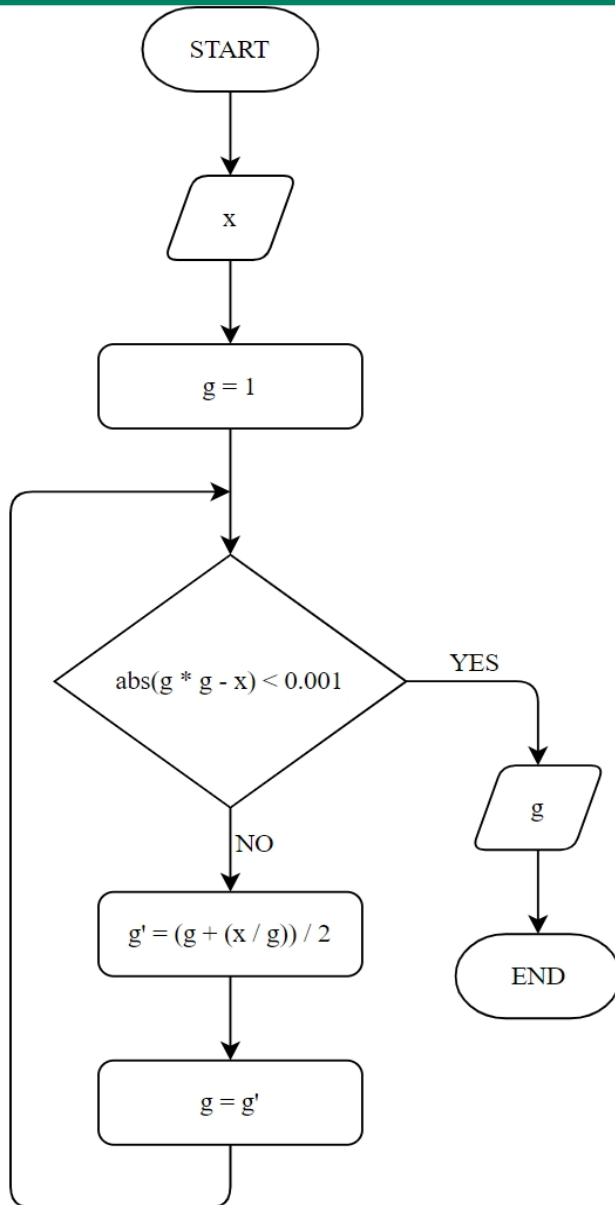 START
x
g = 1
abs(g * g - x) < 0.001
YES
g
END
NO
g' = (g + (x / g)) / 2
g = g'